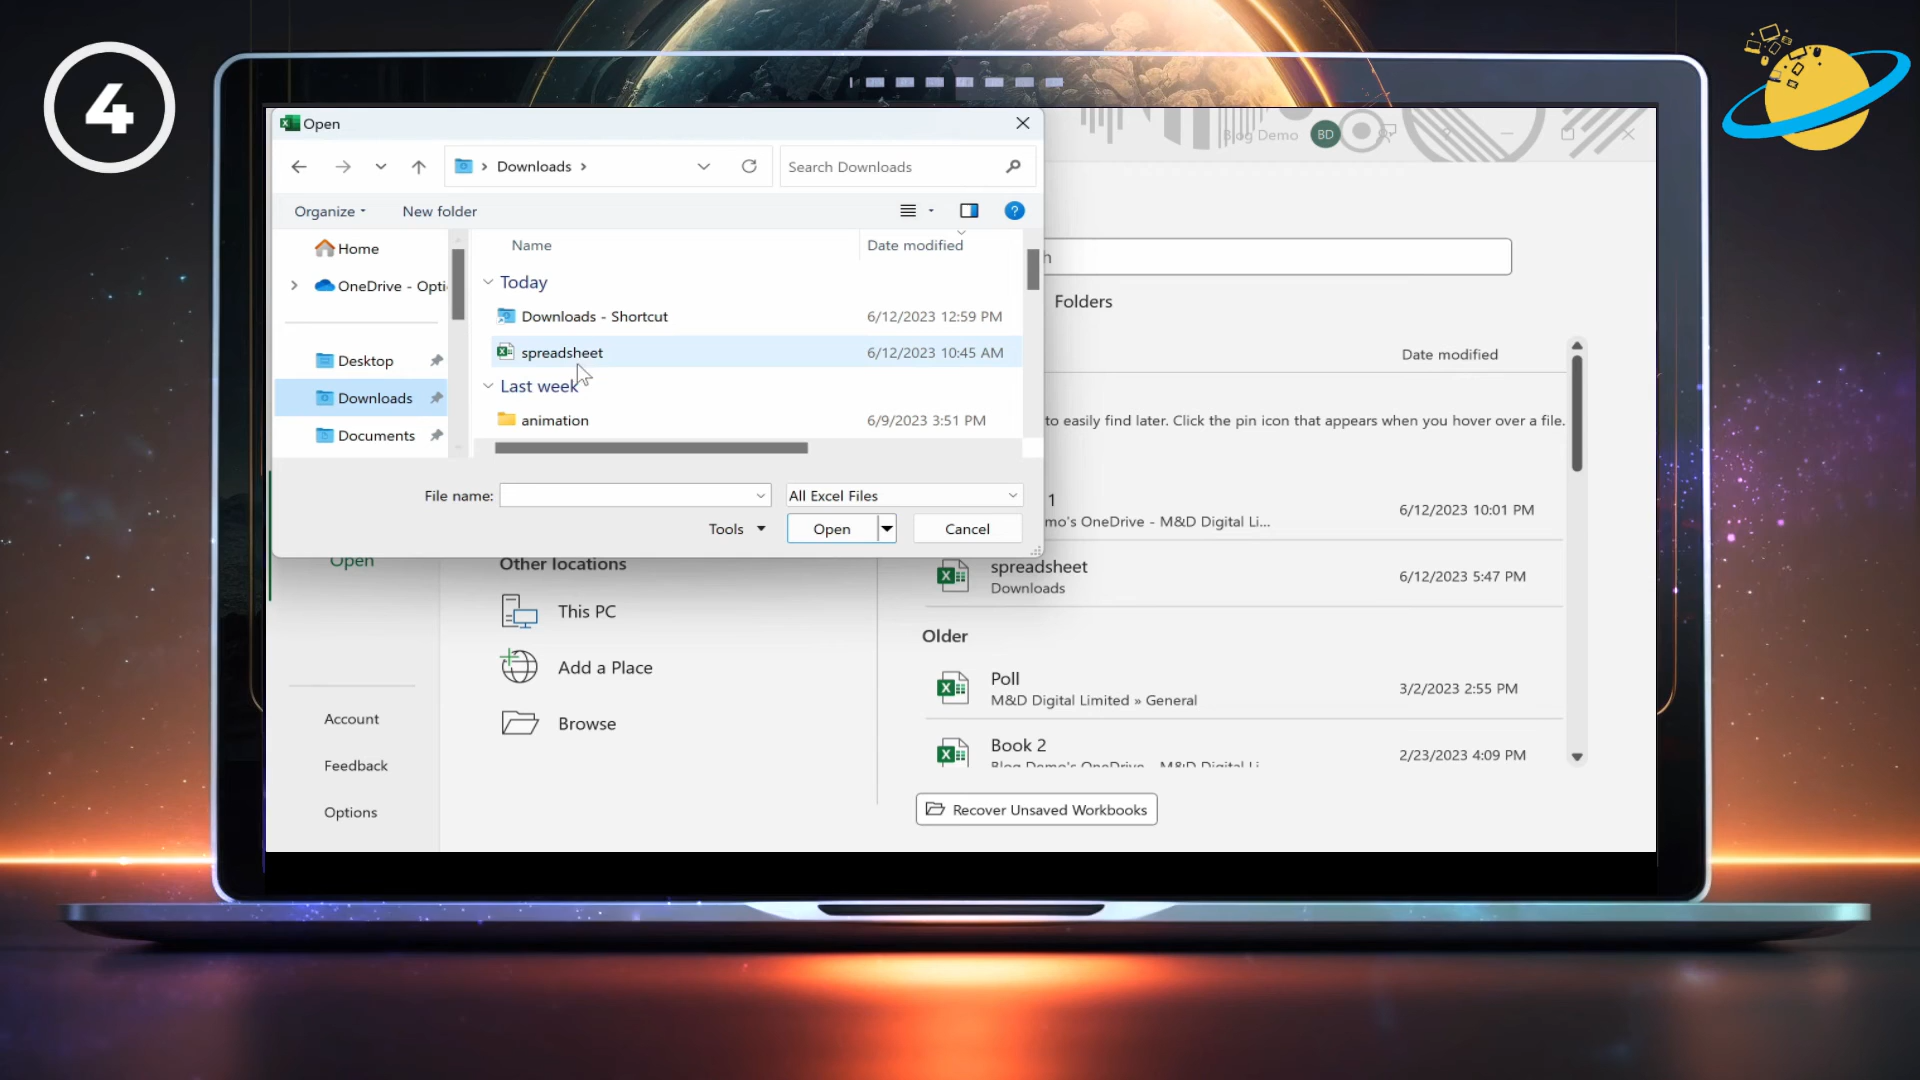 4
Open
Downloads
Search Downloads
Organize
New folder
?
Home
OneDrive - Opti
Desktop
Downloads
Documents
Name
Date modified
Today
Downloads - Shortcut
6/12/2023 12:59 PM
spreadsheet
6/12/2023 10:45 AM
Last week
animation
6/9/2023 3:51 PM
File name:
All Excel Files
Tools
Open
Cancel
Blog Demo
BD
h
Folders
Date modified
to easily find later. Click the pin icon that appears when you hover over a file.
1
mo's OneDrive - M&D Digital Li...
6/12/2023 10:01 PM
spreadsheet
Downloads
6/12/2023 5:47 PM
Older
Poll
M&D Digital Limited » General
3/2/2023 2:55 PM
Book 2
Blog Demo's OneDrive - M&D Digital Li
2/23/2023 4:09 PM
Recover Unsaved Workbooks
Open
Other locations
This PC
Add a Place
Browse
Account
Feedback
Options